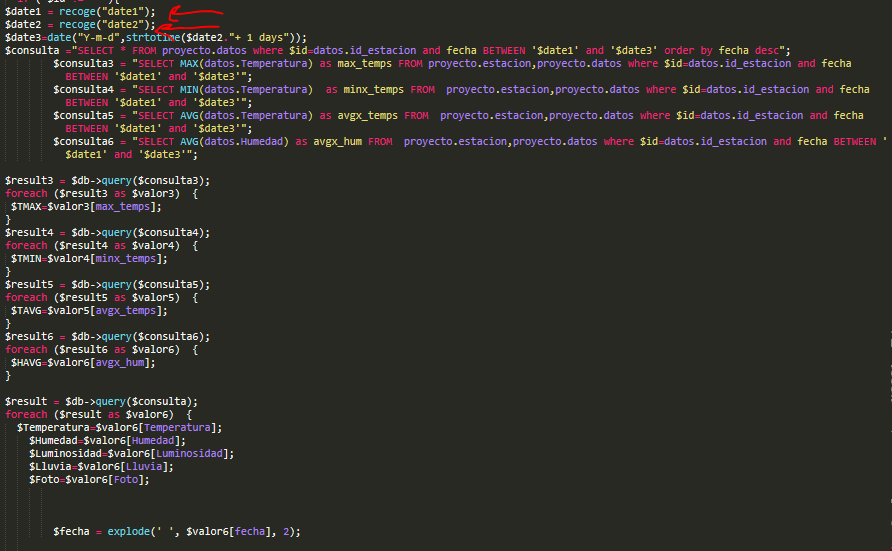 $date1 = recoge("date1");
$date2 = recoge("date2");
$date3=date("Y-m-d",strtotime($date2."+ 1 days"));
$consulta ="SELECT * FROM proyecto.datos where $id=datos.id_estacion and fecha BETWEEN '$date1' and '$date3' order by fecha desc";
$consulta3 = "SELECT MAX(datos.Temperatura) as max_temps FROM proyecto.estacion,proyecto.datos where $id=datos.id_estacion and fecha
BETWEEN '$date1' and '$date3'";
$consulta4 = "SELECT MIN(datos.Temperatura)  as minx_temps FROM  proyecto.estacion,proyecto.datos where $id=datos.id_estacion and fecha
BETWEEN '$date1' and '$date3'";
$consulta5 = "SELECT AVG(datos.Temperatura) as avgx_temps FROM  proyecto.estacion,proyecto.datos where $id=datos.id_estacion and fecha
BETWEEN '$date1' and '$date3'";
$consulta6 = "SELECT AVG(datos.Humedad) as avgx_hum FROM  proyecto.estacion,proyecto.datos where $id=datos.id_estacion and fecha BETWEEN '
$date1' and '$date3'";
$result3 = $db->query($consulta3);
foreach ($result3 as $valor3)  {
$TMAX=$valor3[max_temps];
}
$result4 = $db->query($consulta4);
foreach ($result4 as $valor4)  {
$TMIN=$valor4[minx_temps];
}
$result5 = $db->query($consulta5);
foreach ($result5 as $valor5)  {
$TAVG=$valor5[avgx_temps];
}
$result6 = $db->query($consulta6);
foreach ($result6 as $valor6)  {
$HAVG=$valor6[avgx_hum];
}
$result = $db->query($consulta);
foreach ($result as $valor6)  {
$Temperatura=$valor6[Temperatura];
$Humedad=$valor6[Humedad];
$Luminosidad=$valor6[Luminosidad];
$Lluvia=$valor6[Lluvia];
$Foto=$valor6[Foto];
$fecha = explode(' ', $valor6[fecha], 2);